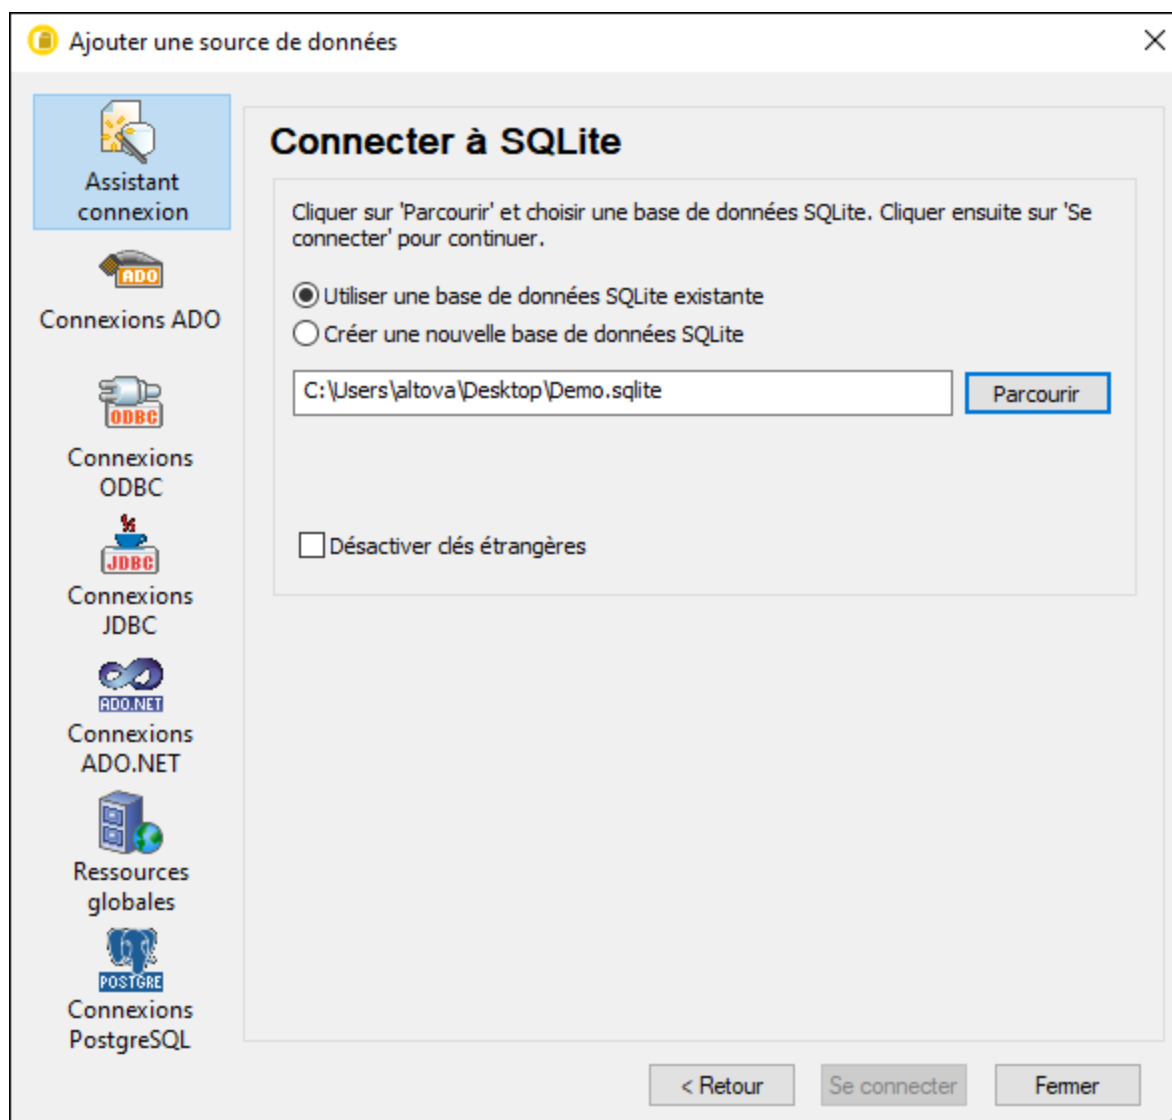 Ajouter une source de données
Assistant
connexion
ADO
Connexions ADO
ODBC
Connexions
ODBC
JDBC
Connexions
JDBC
ADO.NET
Connexions
ADO.NET
Ressources
globales
POSTGRE
Connexions
PostgreSQL
Connecter à SQLite
Cliquer sur 'Parcourir' et choisir une base de données SQLite. Cliquer ensuite sur 'Se
connecter' pour continuer.
Utiliser une base de données SQLite existante
Créer une nouvelle base de données SQLite
C:\Users\altova\Desktop\Demo.sqlite
Parcourir
Désactiver clés étrangères
< Retour
Se connecter
Fermer